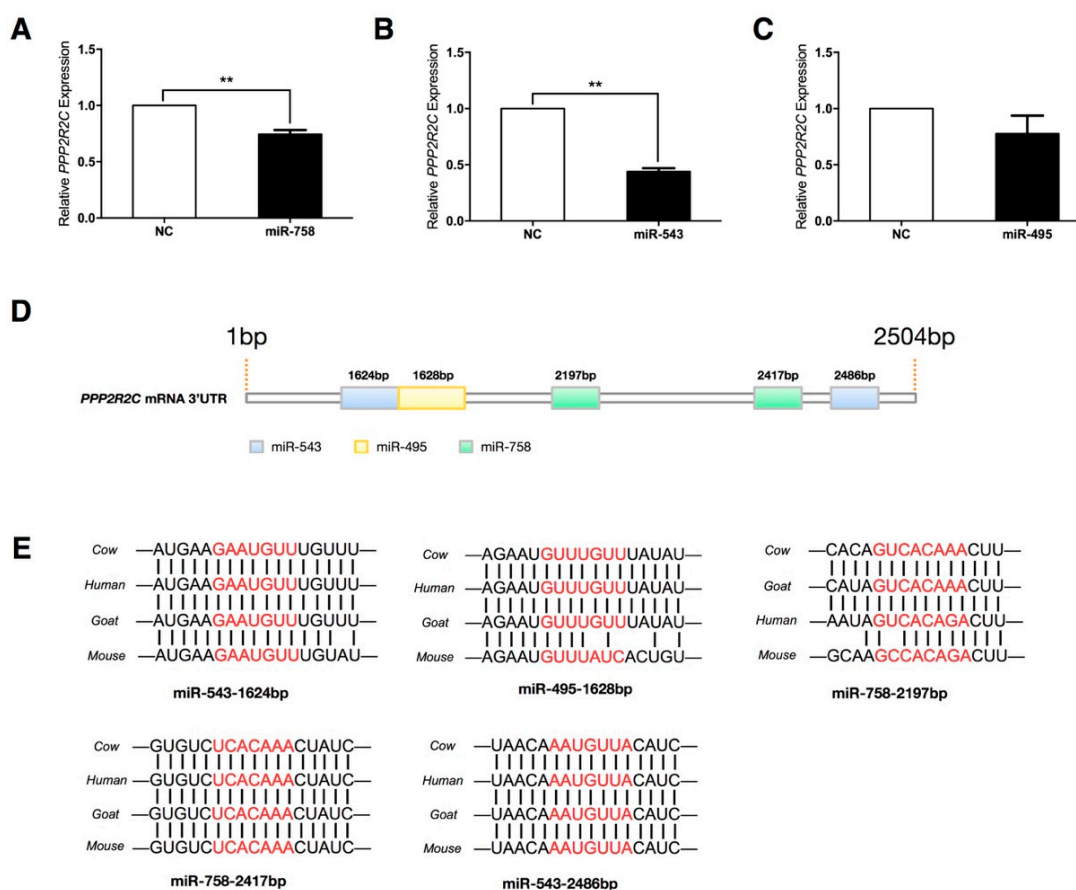 A
Relative PPP2R2C Expression
1.5
1.0
0.5
0.0
**
NC
miR-758
B
Relative PPP2R2C Expression
1.5
1.0
0.5
0.0
**
NC
miR-543
C
Relative PPP2R2C Expression
1.5
1.0
0.5
0.0
NC
miR-495
D
1bp
2504bp
1624bp 1628bp 2197bp 2417bp 2486bp
PPP2R2C mRNA 3'UTR
miR-543 miR-495 miR-758
E
Cow —AUGAAGAAUGUUUGUUU—
Human —AUGAAGAAUGUUUGUUU—
Goat —AUGAAGAAUGUUUGUUU—
Mouse —AUGAAGAAUGUUUGUAU—
miR-543-1624bp
Cow —AGAAUGUUUGUUUAUAU—
Human —AGAAUGUUUGUUUAUAU—
Goat —AGAAUGUUUGUUUAUAU—
Mouse —AGAAUGUUUAUCACUGU—
miR-495-1628bp
Cow —CACAGUCACAAACUU—
Goat —CAUAGUCACAAACUU—
Human —AAUAGUCACAGACUU—
Mouse —GCAAGCCACAGACUU—
miR-758-2197bp
Cow —GUGUCUCACAAACUAUC—
Human —GUGUCUCACAAACUAUC—
Goat —GUGUCUCACAAACUAUC—
Mouse —GUGUCUCACAAACUAUC—
miR-758-2417bp
Cow —UAACAAAUGUUACAUC—
Human —UAACAAAUGUUACAUC—
Goat —UAACAAAUGUUACAUC—
Mouse —UAACAAAUGUUACAUC—
miR-543-2486bp